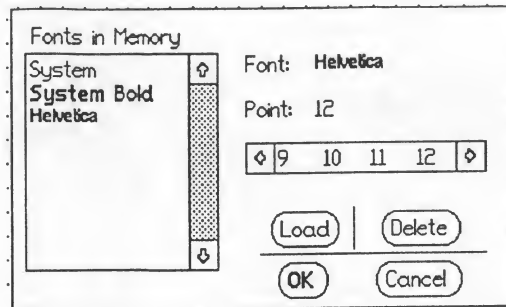 Fonts in Memory
System
System Bold
Helvetica
Font: Helvetica
Point: 12
9 10 11 12
Load Delete
OK Cancel